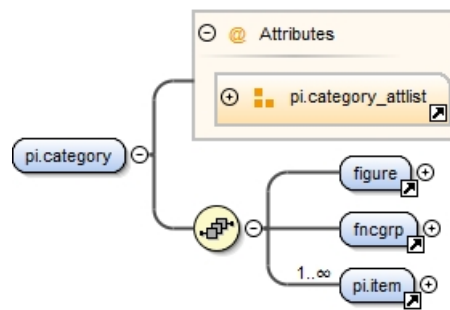 @ Attributes
pi.category_attlist
pi.category
figure
fncgrp
1..∞
pi.item